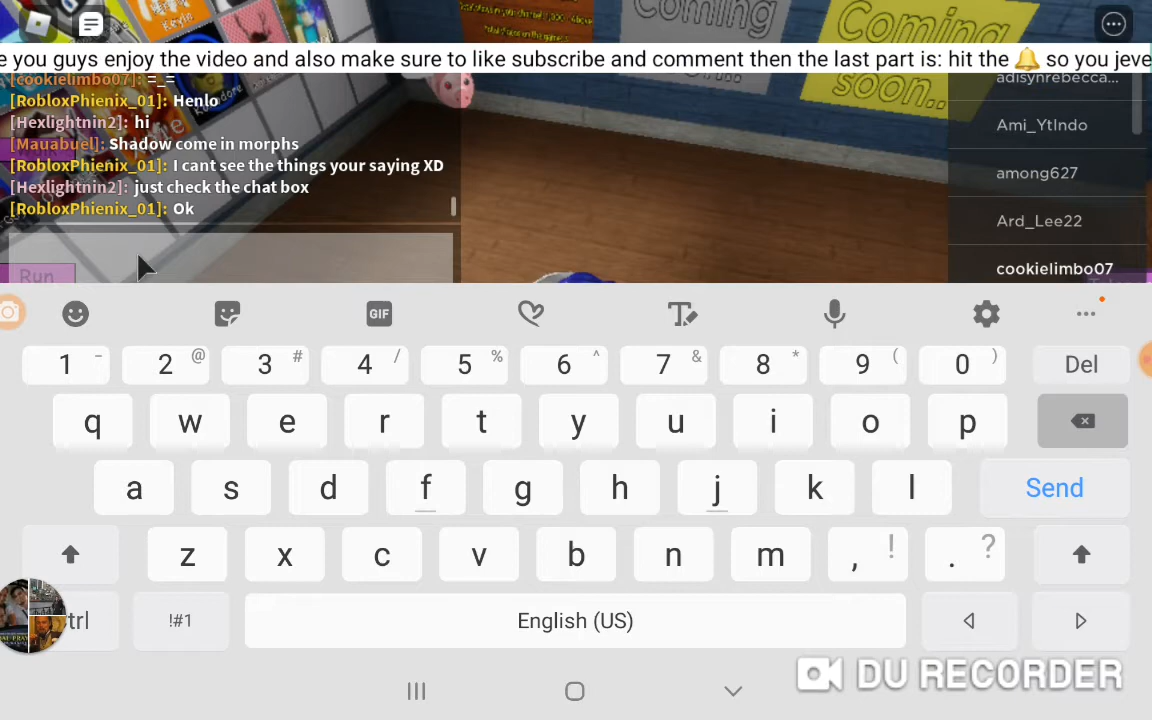 Coming
Coming
soon..
e you guys enjoy the video and also make sure to like subscribe and comment then the last part is: hit the 🔔 so you jeve
[cookielimbo07]: =_=
[RobloxPhienix_01]: Henlo
[Hexlightnin2]: hi
[Mauabuel]: Shadow come in morphs
[RobloxPhienix_01]: I cant see the things your saying XD
[Hexlightnin2]: just check the chat box
[RobloxPhienix_01]: Ok
Run
adisynrebecca...
Ami_YtIndo
among627
Ard_Lee22
cookielimbo07
GIF
1 - 2 @ 3 # 4 / 5 % 6 ^ 7 & 8 * 9 ( 0 ) Del
q w e r t y u i o p
a s d f g h j k l Send
z x c v b n m , ! . ?
trl !#1 English (US)
DU RECORDER